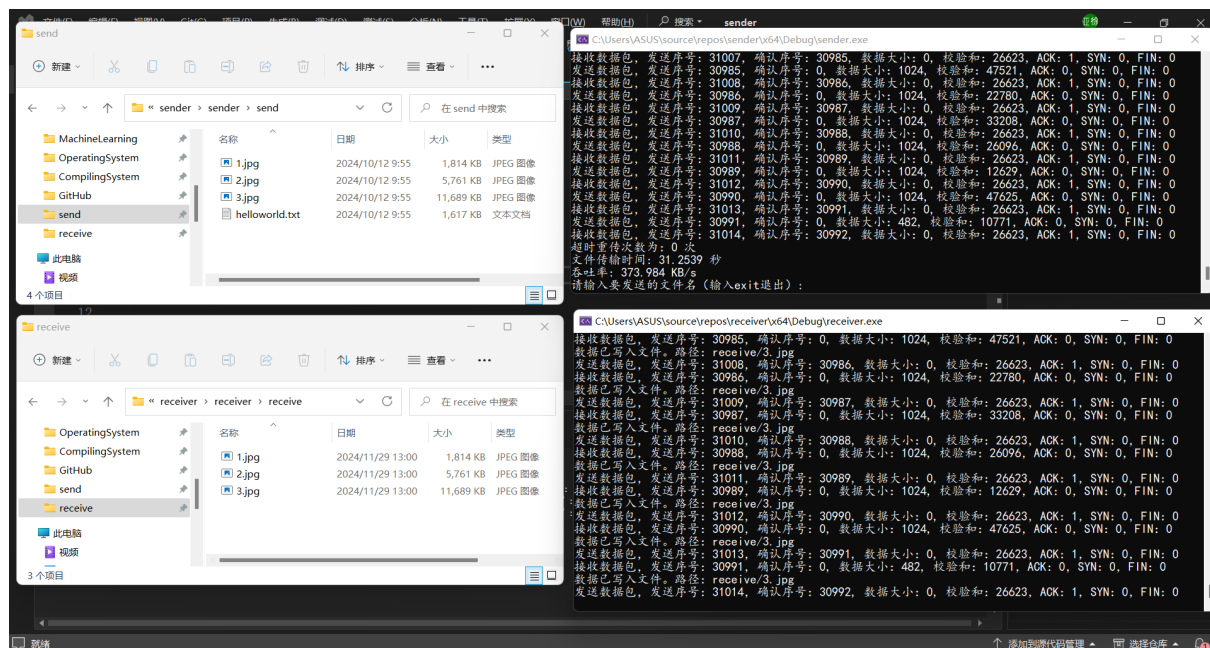 帮助(H)
搜索
sender
亚榕
send
新建
排序
查看
« sender › sender › send
在 send 中搜索
MachineLearning
OperatingSystem
CompilingSystem
GitHub
send
receive
此电脑
视频
名称 日期 大小 类型
1.jpg 2024/10/12 9:55 1,814 KB JPEG 图像
2.jpg 2024/10/12 9:55 5,761 KB JPEG 图像
3.jpg 2024/10/12 9:55 11,689 KB JPEG 图像
helloworld.txt 2024/10/12 9:55 1,617 KB 文本文档
4 个项目
C:\Users\ASUS\source\repos\sender\x64\Debug\sender.exe
接收数据包, 发送序号: 31007, 确认序号: 30985, 数据大小: 0, 校验和: 26623, ACK: 1, SYN: 0, FIN: 0
发送数据包, 发送序号: 30985, 确认序号: 0, 数据大小: 1024, 校验和: 47521, ACK: 0, SYN: 0, FIN: 0
接收数据包, 发送序号: 31008, 确认序号: 30986, 数据大小: 0, 校验和: 26623, ACK: 1, SYN: 0, FIN: 0
发送数据包, 发送序号: 30986, 确认序号: 0, 数据大小: 1024, 校验和: 22780, ACK: 0, SYN: 0, FIN: 0
接收数据包, 发送序号: 31009, 确认序号: 30987, 数据大小: 0, 校验和: 26623, ACK: 1, SYN: 0, FIN: 0
发送数据包, 发送序号: 30987, 确认序号: 0, 数据大小: 1024, 校验和: 33208, ACK: 0, SYN: 0, FIN: 0
接收数据包, 发送序号: 31010, 确认序号: 30988, 数据大小: 0, 校验和: 26623, ACK: 1, SYN: 0, FIN: 0
发送数据包, 发送序号: 30988, 确认序号: 0, 数据大小: 1024, 校验和: 26096, ACK: 0, SYN: 0, FIN: 0
接收数据包, 发送序号: 31011, 确认序号: 30989, 数据大小: 0, 校验和: 26623, ACK: 1, SYN: 0, FIN: 0
发送数据包, 发送序号: 30989, 确认序号: 0, 数据大小: 1024, 校验和: 12629, ACK: 0, SYN: 0, FIN: 0
接收数据包, 发送序号: 31012, 确认序号: 30990, 数据大小: 0, 校验和: 26623, ACK: 1, SYN: 0, FIN: 0
发送数据包, 发送序号: 30990, 确认序号: 0, 数据大小: 1024, 校验和: 47625, ACK: 0, SYN: 0, FIN: 0
接收数据包, 发送序号: 31013, 确认序号: 30991, 数据大小: 0, 校验和: 26623, ACK: 1, SYN: 0, FIN: 0
发送数据包, 发送序号: 30991, 确认序号: 0, 数据大小: 482, 校验和: 10771, ACK: 0, SYN: 0, FIN: 0
接收数据包, 发送序号: 31014, 确认序号: 30992, 数据大小: 0, 校验和: 26623, ACK: 1, SYN: 0, FIN: 0
超时重传次数为: 0 次
文件传输时间: 31.2539 秒
吞吐率: 373.984 KB/s
请输入要发送的文件名 (输入exit退出) :
12
receive
新建
排序
查看
« receiver › receiver › receive
在 receive 中搜索
OperatingSystem
CompilingSystem
GitHub
send
receive
此电脑
视频
名称 日期 大小 类型
1.jpg 2024/11/29 13:00 1,814 KB JPEG 图像
2.jpg 2024/11/29 13:00 5,761 KB JPEG 图像
3.jpg 2024/11/29 13:00 11,689 KB JPEG 图像
3 个项目
C:\Users\ASUS\source\repos\receiver\x64\Debug\receiver.exe
接收数据包, 发送序号: 30985, 确认序号: 0, 数据大小: 1024, 校验和: 47521, ACK: 0, SYN: 0, FIN: 0
数据已写入文件。路径: receive/3.jpg
发送数据包, 发送序号: 31008, 确认序号: 30986, 数据大小: 0, 校验和: 26623, ACK: 1, SYN: 0, FIN: 0
接收数据包, 发送序号: 30986, 确认序号: 0, 数据大小: 1024, 校验和: 22780, ACK: 0, SYN: 0, FIN: 0
数据已写入文件。路径: receive/3.jpg
发送数据包, 发送序号: 31009, 确认序号: 30987, 数据大小: 0, 校验和: 26623, ACK: 1, SYN: 0, FIN: 0
接收数据包, 发送序号: 30987, 确认序号: 0, 数据大小: 1024, 校验和: 33208, ACK: 0, SYN: 0, FIN: 0
数据已写入文件。路径: receive/3.jpg
发送数据包, 发送序号: 31010, 确认序号: 30988, 数据大小: 0, 校验和: 26623, ACK: 1, SYN: 0, FIN: 0
接收数据包, 发送序号: 30988, 确认序号: 0, 数据大小: 1024, 校验和: 26096, ACK: 0, SYN: 0, FIN: 0
数据已写入文件。路径: receive/3.jpg
发送数据包, 发送序号: 31011, 确认序号: 30989, 数据大小: 0, 校验和: 26623, ACK: 1, SYN: 0, FIN: 0
接收数据包, 发送序号: 30989, 确认序号: 0, 数据大小: 1024, 校验和: 12629, ACK: 0, SYN: 0, FIN: 0
数据已写入文件。路径: receive/3.jpg
发送数据包, 发送序号: 31012, 确认序号: 30990, 数据大小: 0, 校验和: 26623, ACK: 1, SYN: 0, FIN: 0
接收数据包, 发送序号: 30990, 确认序号: 0, 数据大小: 1024, 校验和: 47625, ACK: 0, SYN: 0, FIN: 0
数据已写入文件。路径: receive/3.jpg
发送数据包, 发送序号: 31013, 确认序号: 30991, 数据大小: 0, 校验和: 26623, ACK: 1, SYN: 0, FIN: 0
接收数据包, 发送序号: 30991, 确认序号: 0, 数据大小: 482, 校验和: 10771, ACK: 0, SYN: 0, FIN: 0
数据已写入文件。路径: receive/3.jpg
发送数据包, 发送序号: 31014, 确认序号: 30992, 数据大小: 0, 校验和: 26623, ACK: 1, SYN: 0, FIN: 0
就绪
添加到源代码管理
选择仓库